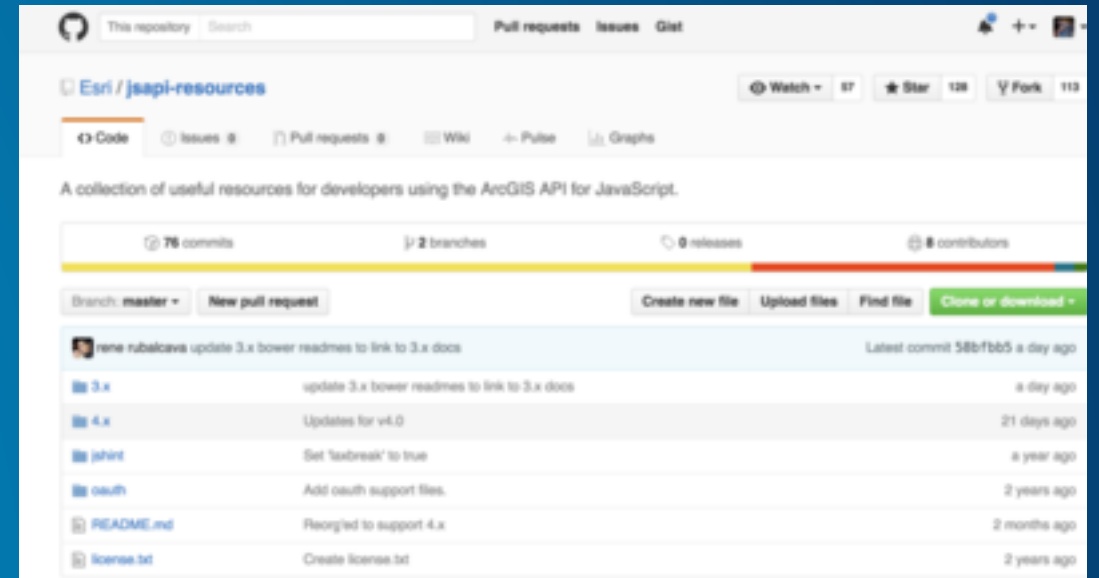 This repository Search Pull requests Issues Gist
Esri / jsapi-resources Watch 57 Star 128 Fork 113
Code Issues 0 Pull requests 0 Wiki Pulse Graphs
A collection of useful resources for developers using the ArcGIS API for JavaScript.
76 commits 2 branches 0 releases 8 contributors
Branch: master New pull request Create new file Upload files Find file Clone or download
rene rubalcava update 3.x bower readmes to link to 3.x docs Latest commit 58bfbb5 a day ago
3.x update 3.x bower readmes to link to 3.x docs a day ago
4.x Updates for v4.0 21 days ago
jshint Set 'laxbreak' to true a year ago
oauth Add oauth support files. 2 years ago
README.md Reorg'ed to support 4.x 2 months ago
license.txt Create license.txt 2 years ago